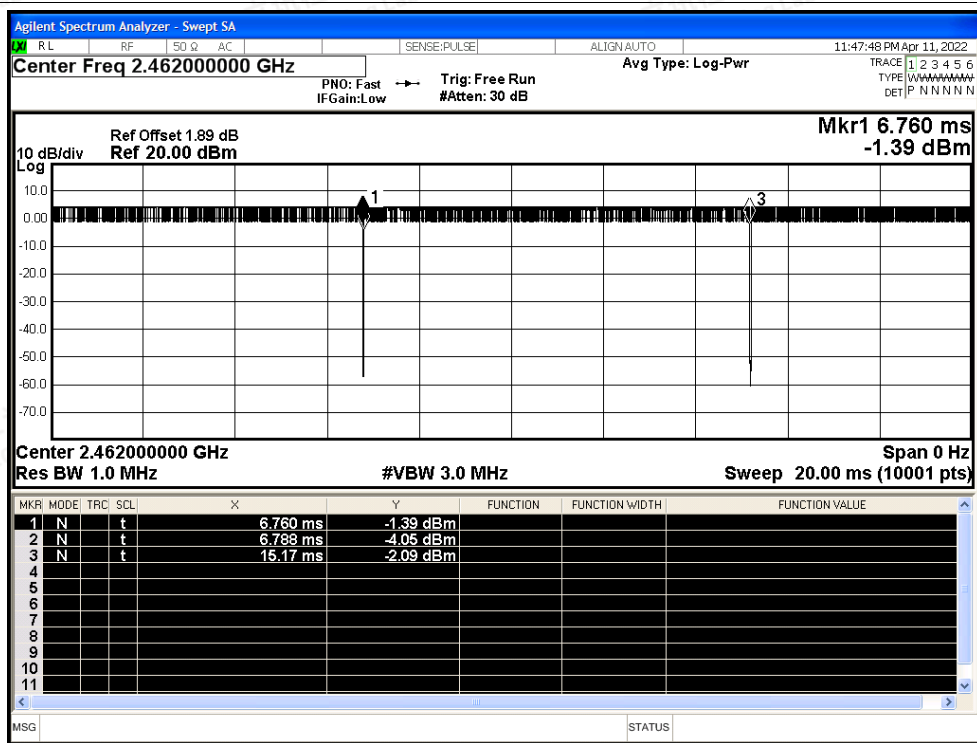 Agilent Spectrum Analyzer - Swept SA
LXI RL RF 50 Ω AC SENSE:PULSE ALIGN AUTO 11:47:48 PM Apr 11, 2022
Center Freq 2.462000000 GHz Avg Type: Log-Pwr TRACE 1 2 3 4 5 6
PNO: Fast Trig: Free Run TYPE
IFGain:Low #Atten: 30 dB DET P N N N N N
Mkr1 6.760 ms
Ref Offset 1.89 dB
10 dB/div Ref 20.00 dBm -1.39 dBm
Log
10.0
1 3
0.00
-10.0
-20.0
-30.0
-40.0
-50.0
-60.0
-70.0
Center 2.462000000 GHz Span 0 Hz
Res BW 1.0 MHz #VBW 3.0 MHz Sweep 20.00 ms (10001 pts)
MKR MODE TRC SCL X Y FUNCTION FUNCTION WIDTH FUNCTION VALUE
1 N t 6.760 ms -1.39 dBm
2 N t 6.788 ms -4.05 dBm
3 N t 15.17 ms -2.09 dBm
4
5
6
7
8
9
10
11
MSG STATUS